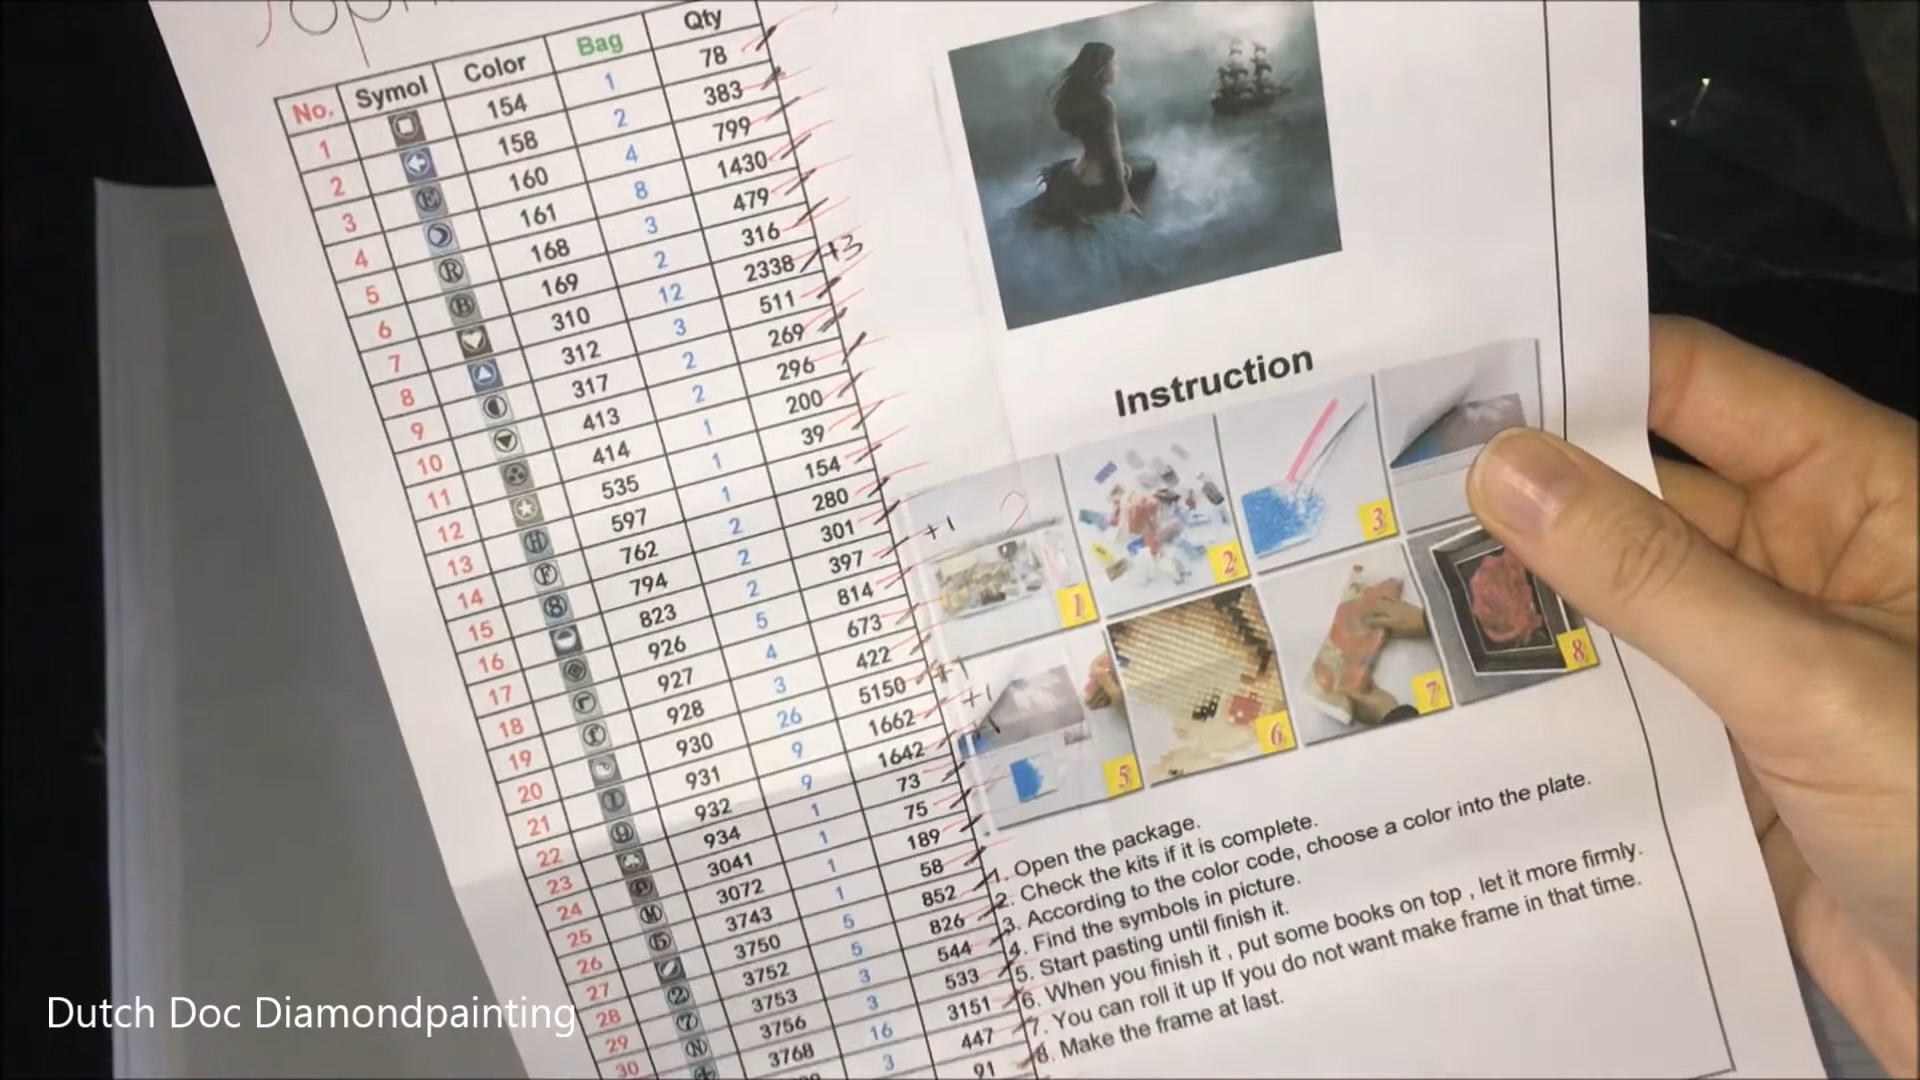 No. Symol Color Bag Qty
1 154 1 78
2 158 2 383
3 E 160 4 799
4 161 8 1430
5 R 168 3 479
6 B 169 2 316
7 310 12 2338 +3
8 312 3 511
9 317 2 269
10 413 2 296
11 414 1 200
12 535 1 39
13 H 597 1 154
14 F 762 2 280
15 8 794 2 301
16 823 2 397 +1
17 926 5 814
18 927 4 673
19 f 928 3 422
20 930 26 5150 +1
21 I 931 9 1662 +1
22 9 932 9 1642 +1
23 934 1 73
24 3041 1 75
25 M 3072 1 189
26 5 3743 1 58
27 3750 5 852
28 2 3752 5 826
29 7 3753 3 544
30 N 3756 3 533
3768 16 3151
3 447
91
Instruction
1 2 3
5 6 7 8
1. Open the package.
2. Check the kits if it is complete.
3. According to the color code, choose a color into the plate.
4. Find the symbols in picture.
5. Start pasting until finish it.
6. When you finish it , put some books on top , let it more firmly.
7. You can roll it up If you do not want make frame in that time.
8. Make the frame at last.
Dutch Doc Diamondpainting